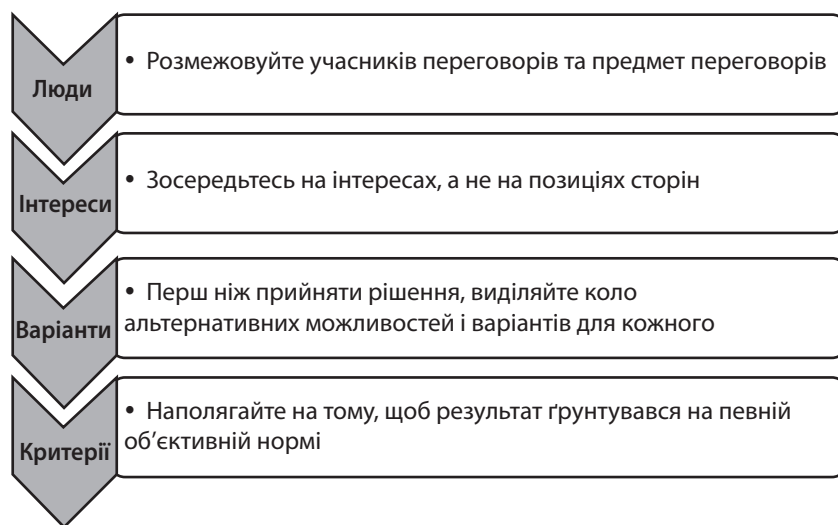 Люди
• Розмежовуйте учасників переговорів та предмет переговорів
Інтереси
• Зосередьтесь на інтересах, а не на позиціях сторін
Варіанти
• Перш ніж прийняти рішення, виділяйте коло
альтернативних можливостей і варіантів для кожного
Критерії
• Наполягайте на тому, щоб результат ґрунтувався на певній
об’єктивній нормі